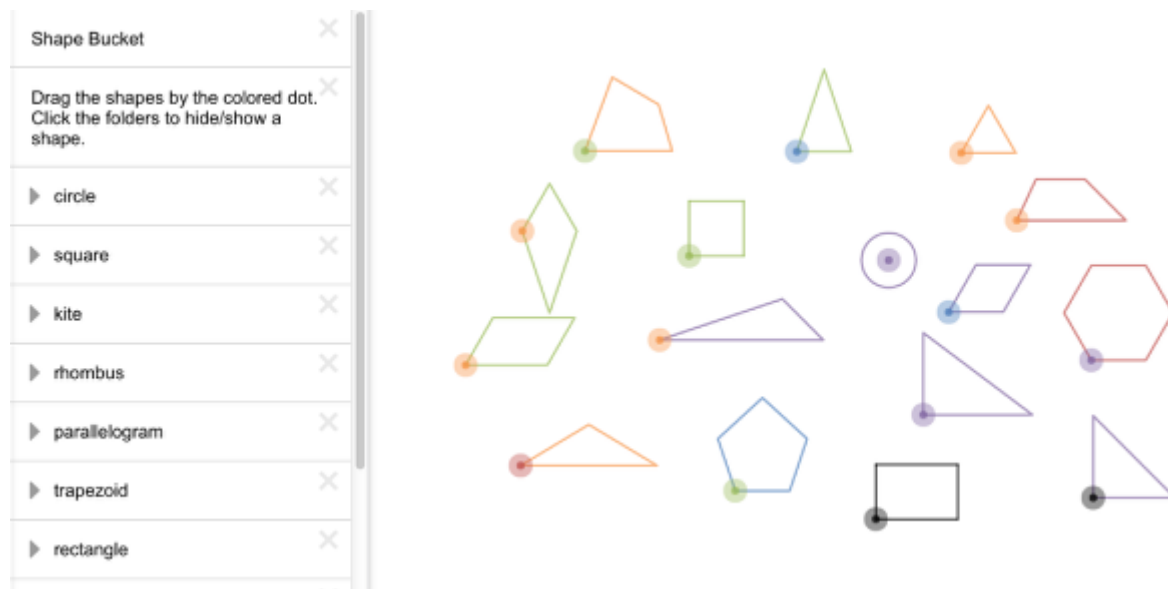 Shape Bucket
Drag the shapes by the colored dot.
Click the folders to hide/show a
shape.
circle
square
kite
rhombus
parallelogram
trapezoid
rectangle